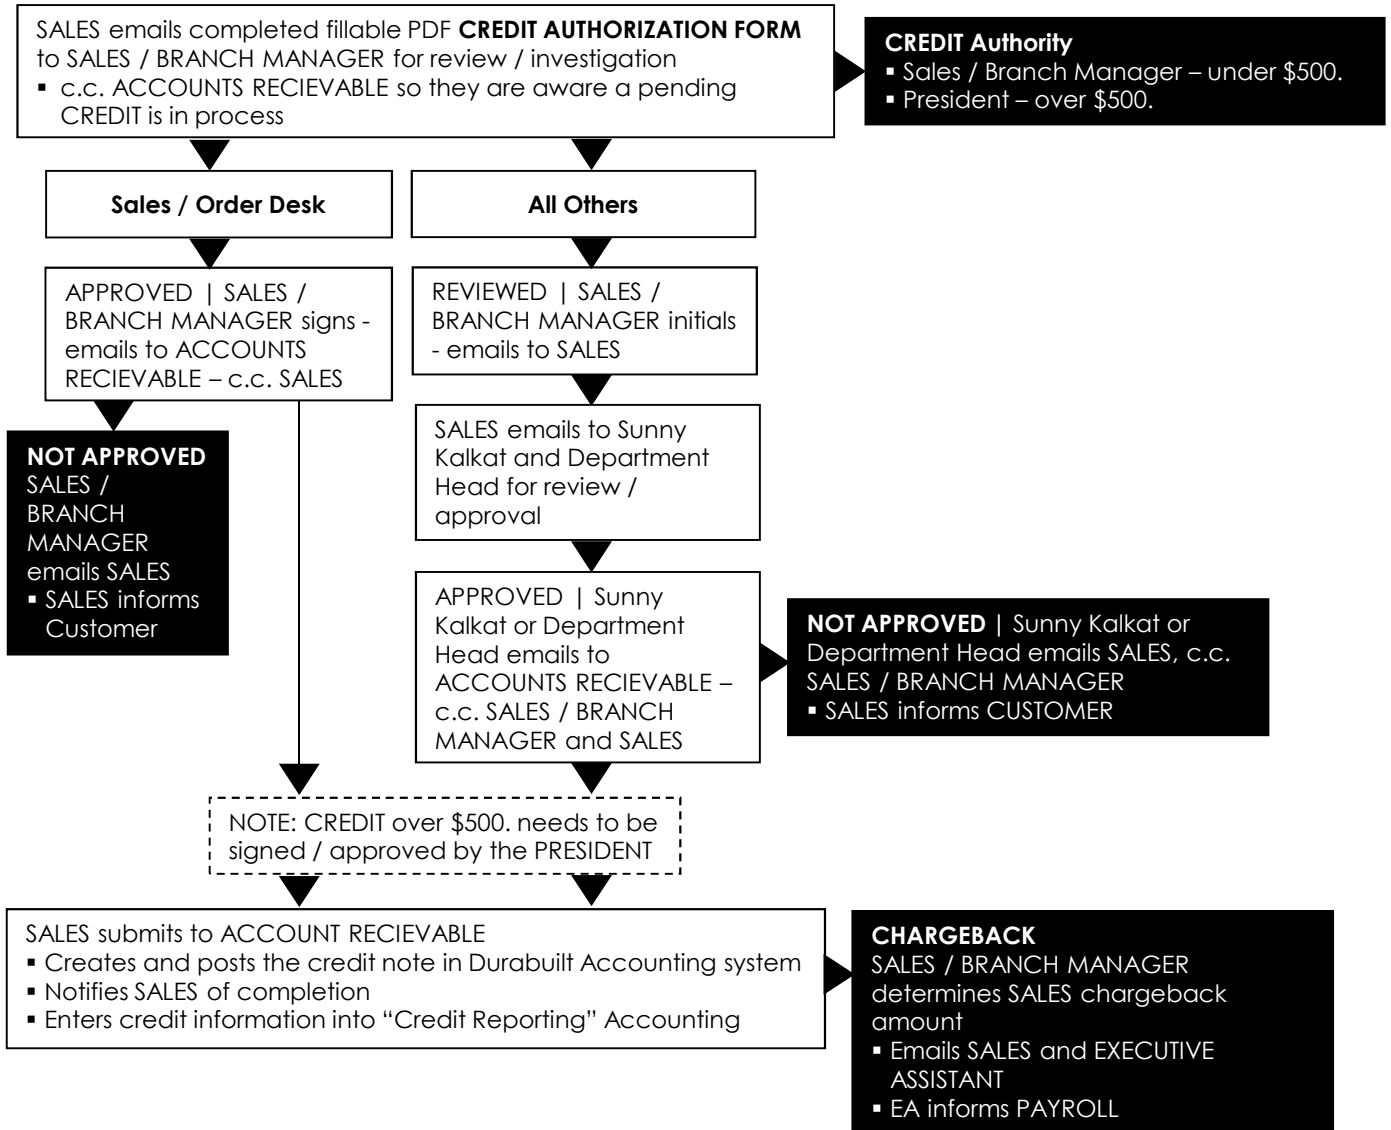 SALES emails completed fillable PDF CREDIT AUTHORIZATION FORM
to SALES / BRANCH MANAGER for review / investigation
▪ c.c. ACCOUNTS RECIEVABLE so they are aware a pending
CREDIT is in process
CREDIT Authority
▪ Sales / Branch Manager – under $500.
▪ President – over $500.
Sales / Order Desk
All Others
APPROVED | SALES /
BRANCH MANAGER signs -
emails to ACCOUNTS
RECIEVABLE – c.c. SALES
REVIEWED | SALES /
BRANCH MANAGER initials
- emails to SALES
NOT APPROVED
SALES /
BRANCH
MANAGER
emails SALES
▪ SALES informs
Customer
SALES emails to Sunny
Kalkat and Department
Head for review /
approval
APPROVED | Sunny
Kalkat or Department
Head emails to
ACCOUNTS RECIEVABLE –
c.c. SALES / BRANCH
MANAGER and SALES
NOT APPROVED | Sunny Kalkat or
Department Head emails SALES, c.c.
SALES / BRANCH MANAGER
▪ SALES informs CUSTOMER
NOTE: CREDIT over $500. needs to be
signed / approved by the PRESIDENT
SALES submits to ACCOUNT RECIEVABLE
▪ Creates and posts the credit note in Durabuilt Accounting system
▪ Notifies SALES of completion
▪ Enters credit information into “Credit Reporting” Accounting
CHARGEBACK
SALES / BRANCH MANAGER
determines SALES chargeback
amount
▪ Emails SALES and EXECUTIVE
ASSISTANT
▪ EA informs PAYROLL